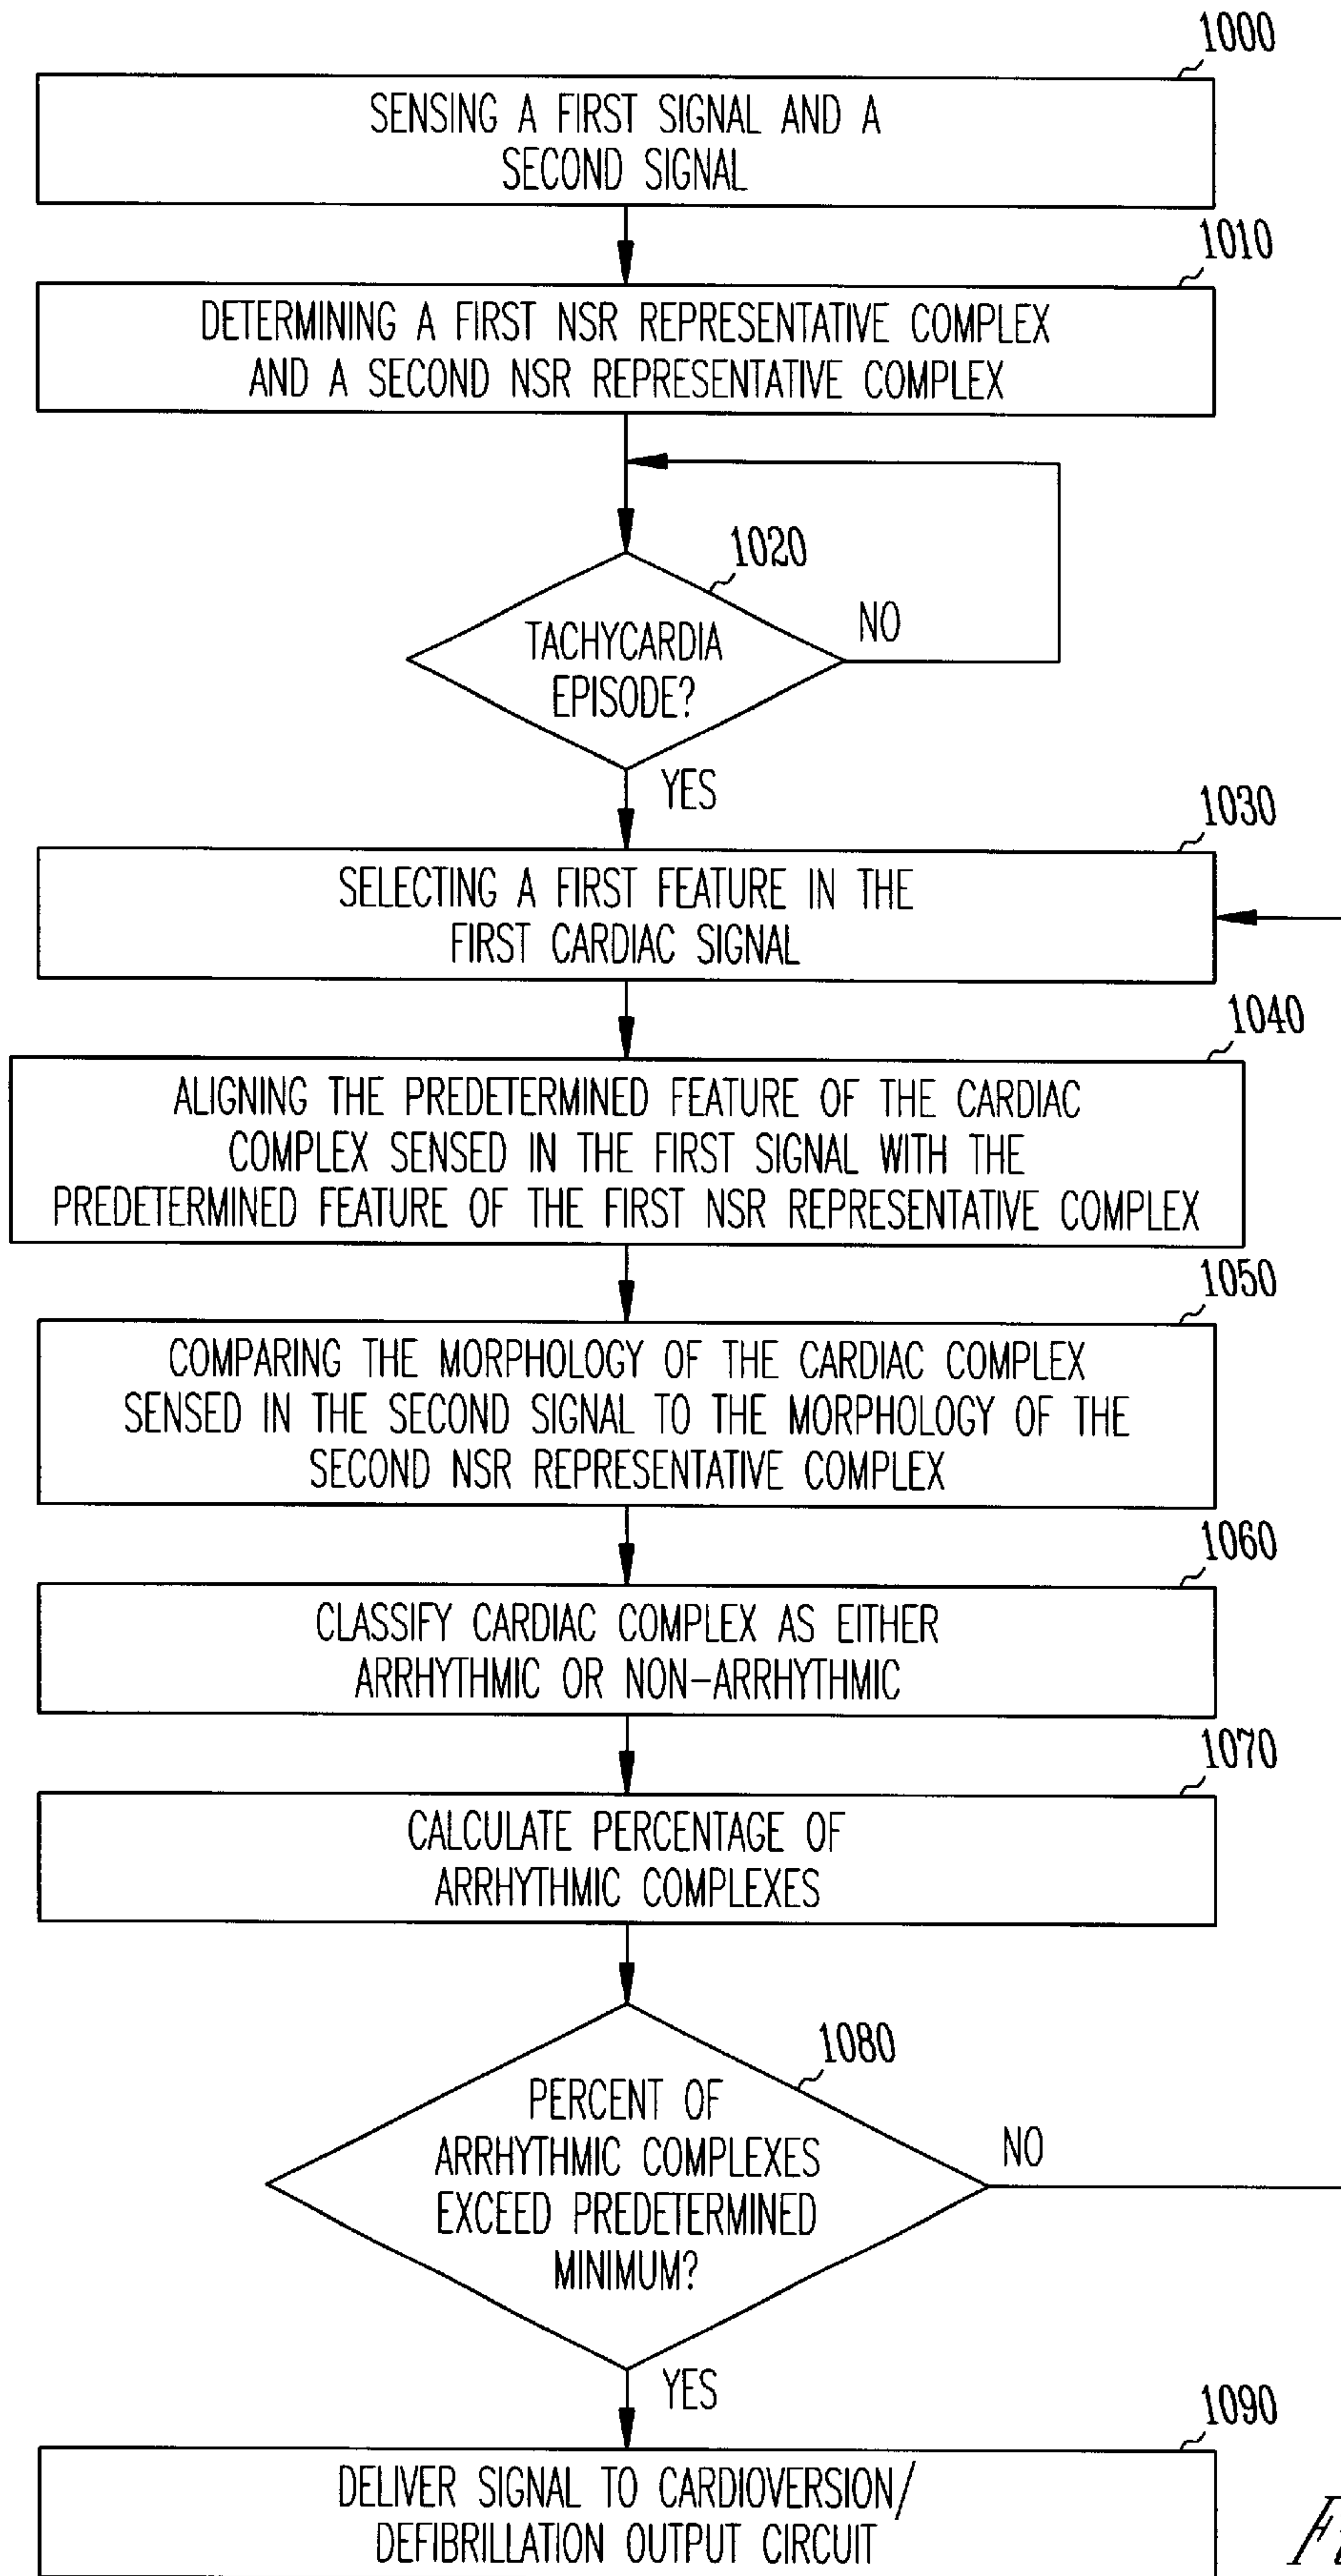 1000
SENSING A FIRST SIGNAL AND A
SECOND SIGNAL
1010
DETERMINING A FIRST NSR REPRESENTATIVE COMPLEX
AND A SECOND NSR REPRESENTATIVE COMPLEX
1020
TACHYCARDIA
EPISODE?
NO
YES
1030
SELECTING A FIRST FEATURE IN THE
FIRST CARDIAC SIGNAL
1040
ALIGNING THE PREDETERMINED FEATURE OF THE CARDIAC
COMPLEX SENSED IN THE FIRST SIGNAL WITH THE
PREDETERMINED FEATURE OF THE FIRST NSR REPRESENTATIVE COMPLEX
1050
COMPARING THE MORPHOLOGY OF THE CARDIAC COMPLEX
SENSED IN THE SECOND SIGNAL TO THE MORPHOLOGY OF THE
SECOND NSR REPRESENTATIVE COMPLEX
1060
CLASSIFY CARDIAC COMPLEX AS EITHER
ARRHYTHMIC OR NON-ARRHYTHMIC
1070
CALCULATE PERCENTAGE OF
ARRHYTHMIC COMPLEXES
1080
PERCENT OF
ARRHYTHMIC COMPLEXES
EXCEED PREDETERMINED
MINIMUM?
NO
YES
1090
DELIVER SIGNAL TO CARDIOVERSION/
DEFIBRILLATION OUTPUT CIRCUIT